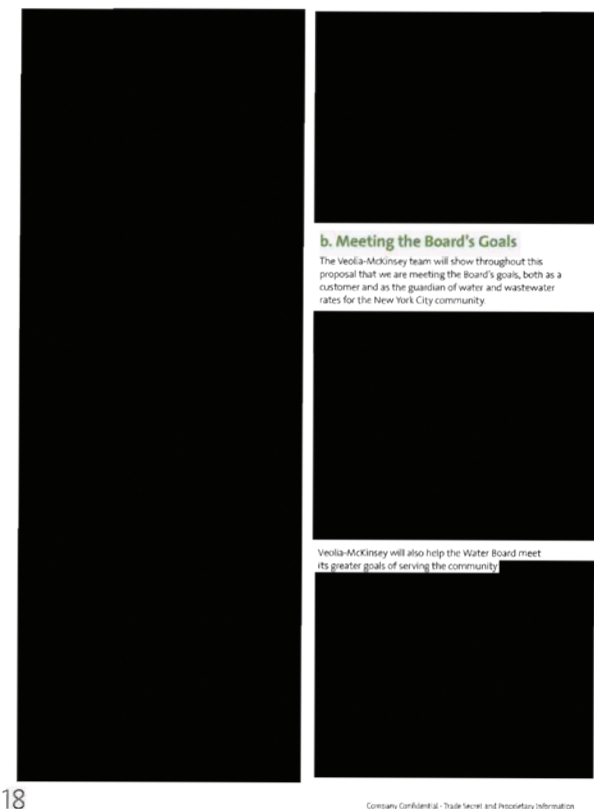 b. Meeting the Board's Goals
The Veolia-McKinsey team will show throughout this
proposal that we are meeting the Board's goals, both as a
customer and as the guardian of water and wastewater
rates for the New York City community
Veolia-McKinsey will also help the Water Board meet
its greater goals of serving the community
18
Company Confidential - Trade Secret and Proprietary Information